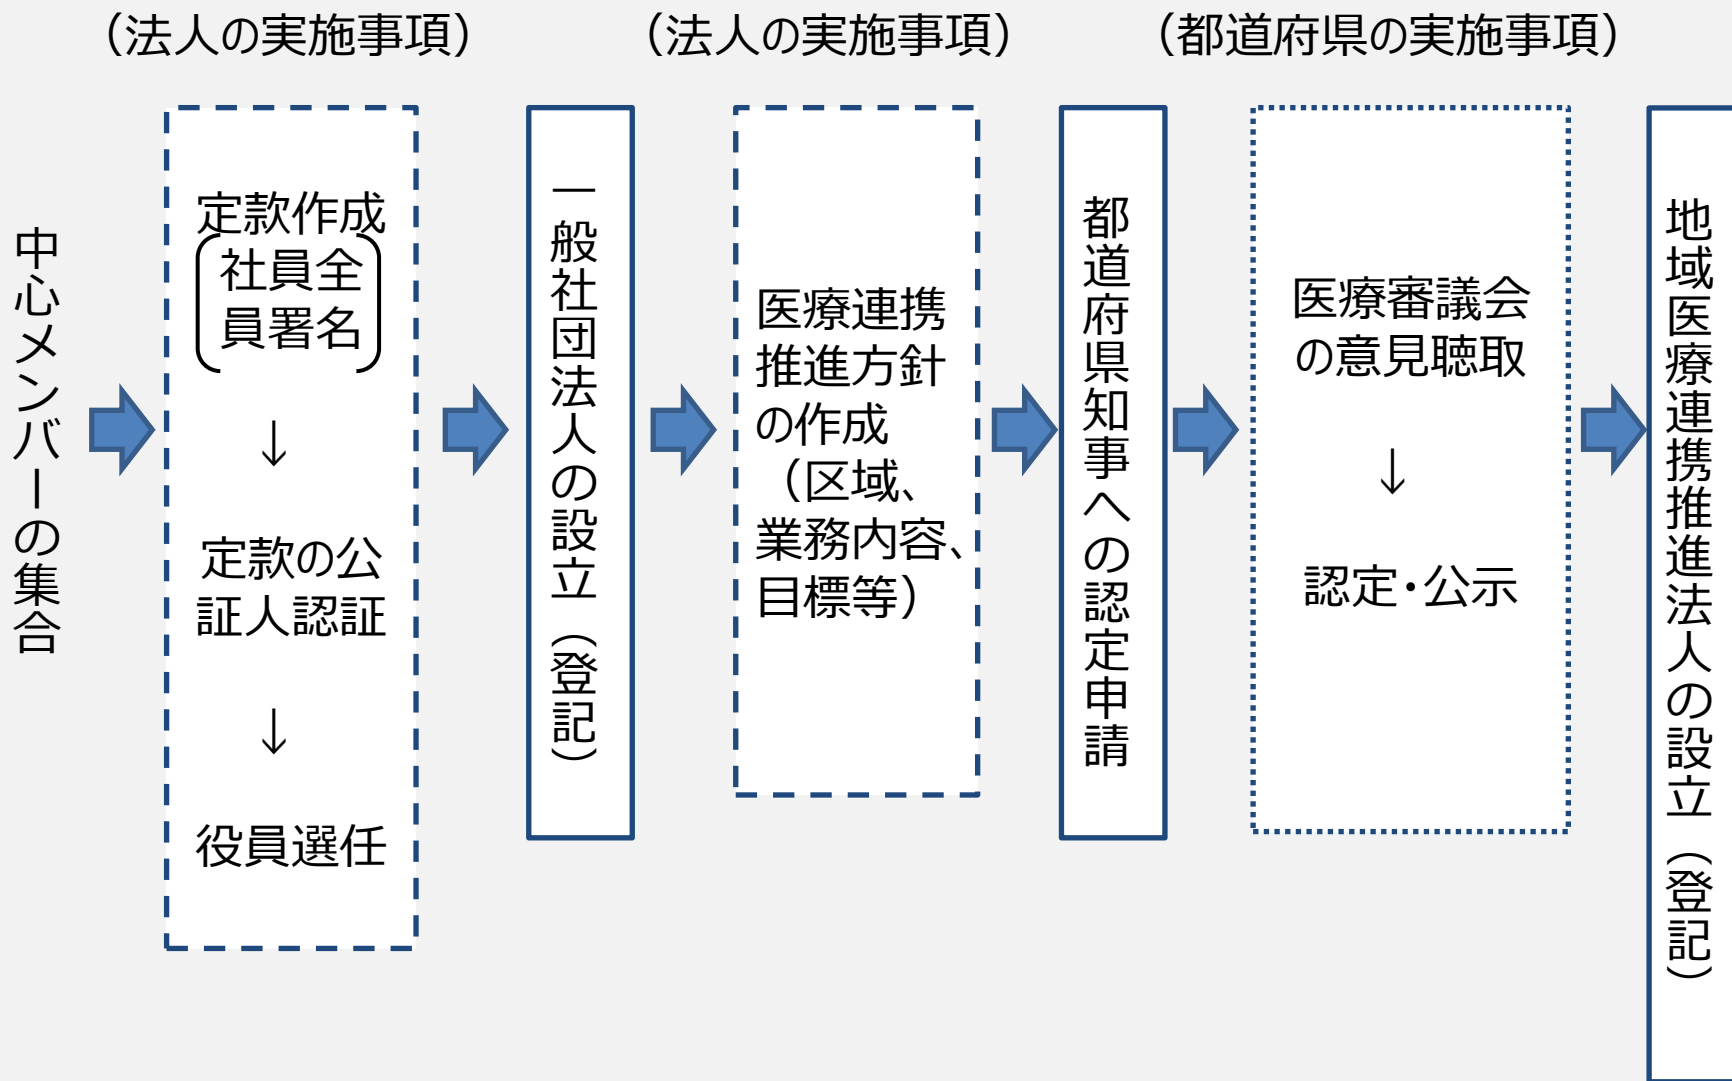 （法人の実施事項）
（法人の実施事項）
（都道府県の実施事項）
中心メンバーの集合
定款作成
社員全
員署名
↓
定款の公
証人認証
↓
役員選任
一般社団法人の設立（登記）
医療連携
推進方針
の作成
（区域、
業務内容、
目標等）
都道府県知事への認定申請
医療審議会
の意見聴取
↓
認定・公示
地域医療連携推進法人の設立（登記）